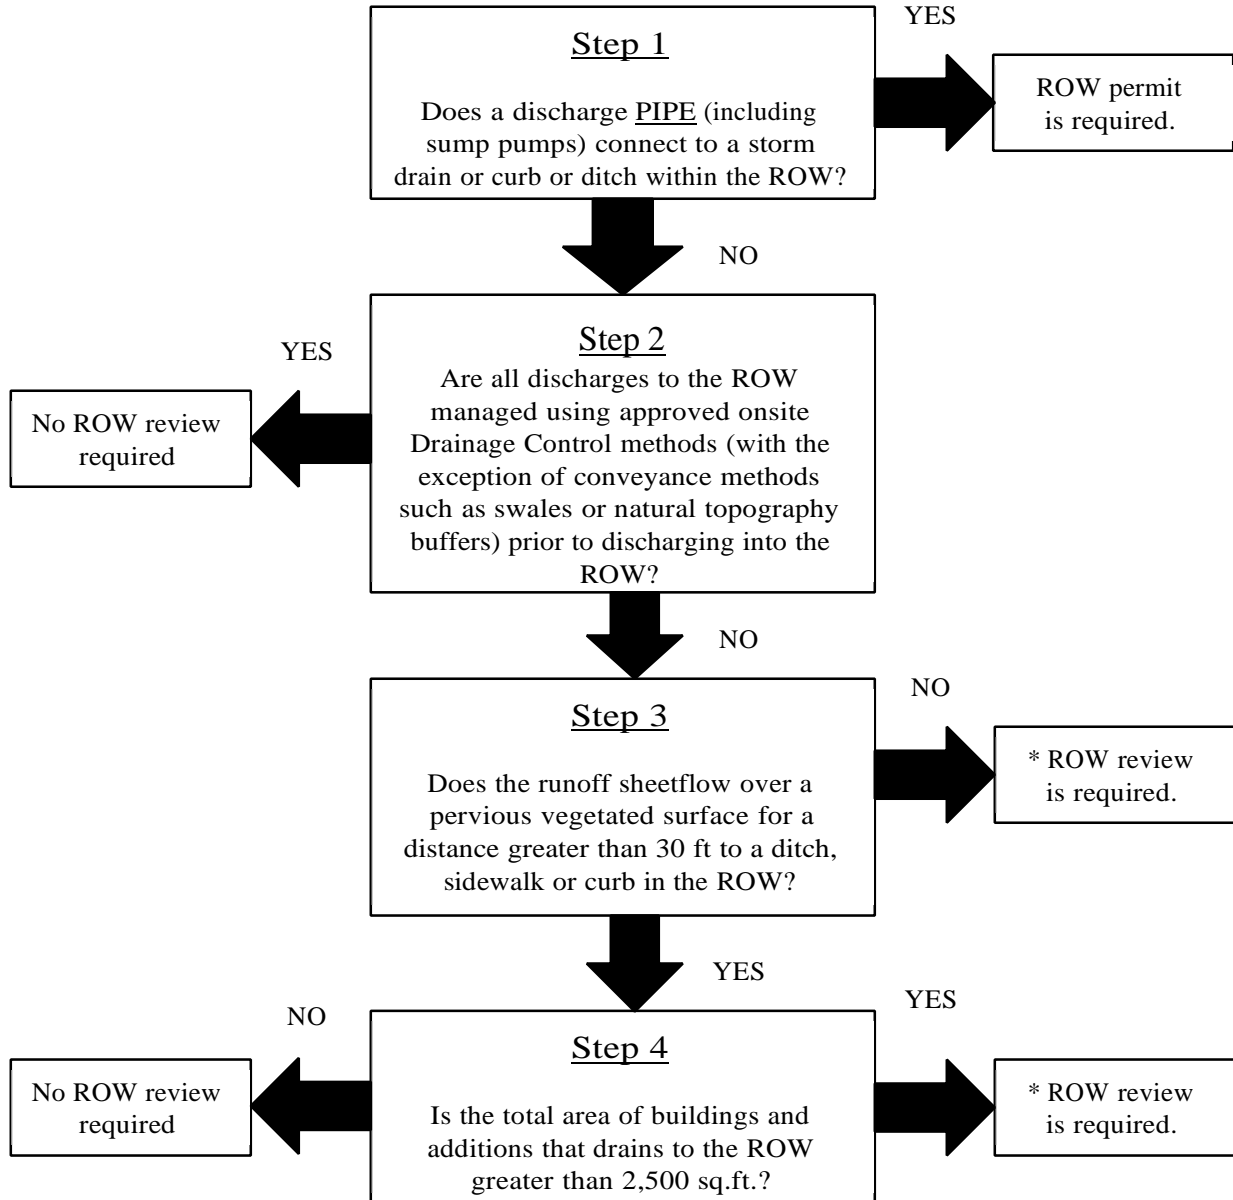 YES
Step 1
Does a discharge PIPE (including
sump pumps) connect to a storm
drain or curb or ditch within the ROW?
ROW permit
is required.
NO
YES
No ROW review
required
Step 2
Are all discharges to the ROW
managed using approved onsite
Drainage Control methods (with the
exception of conveyance methods
such as swales or natural topography
buffers) prior to discharging into the
ROW?
NO
NO
Step 3
Does the runoff sheetflow over a
pervious vegetated surface for a
distance greater than 30 ft to a ditch,
sidewalk or curb in the ROW?
* ROW review
is required.
YES
NO
YES
No ROW review
required
Step 4
Is the total area of buildings and
additions that drains to the ROW
greater than 2,500 sq.ft.?
* ROW review
is required.